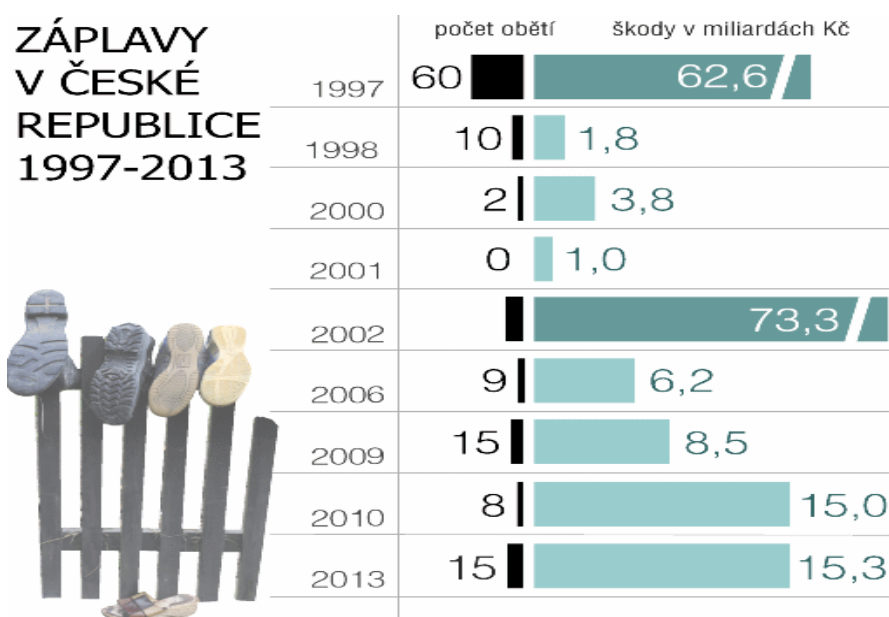 ZÁPLAVY
V ČESKÉ
REPUBLICE
1997-2013
počet obětí škody v miliardách Kč
1997 60 62,6
1998 10 1,8
2000 2 3,8
2001 0 1,0
2002 73,3
2006 9 6,2
2009 15 8,5
2010 8 15,0
2013 15 15,3